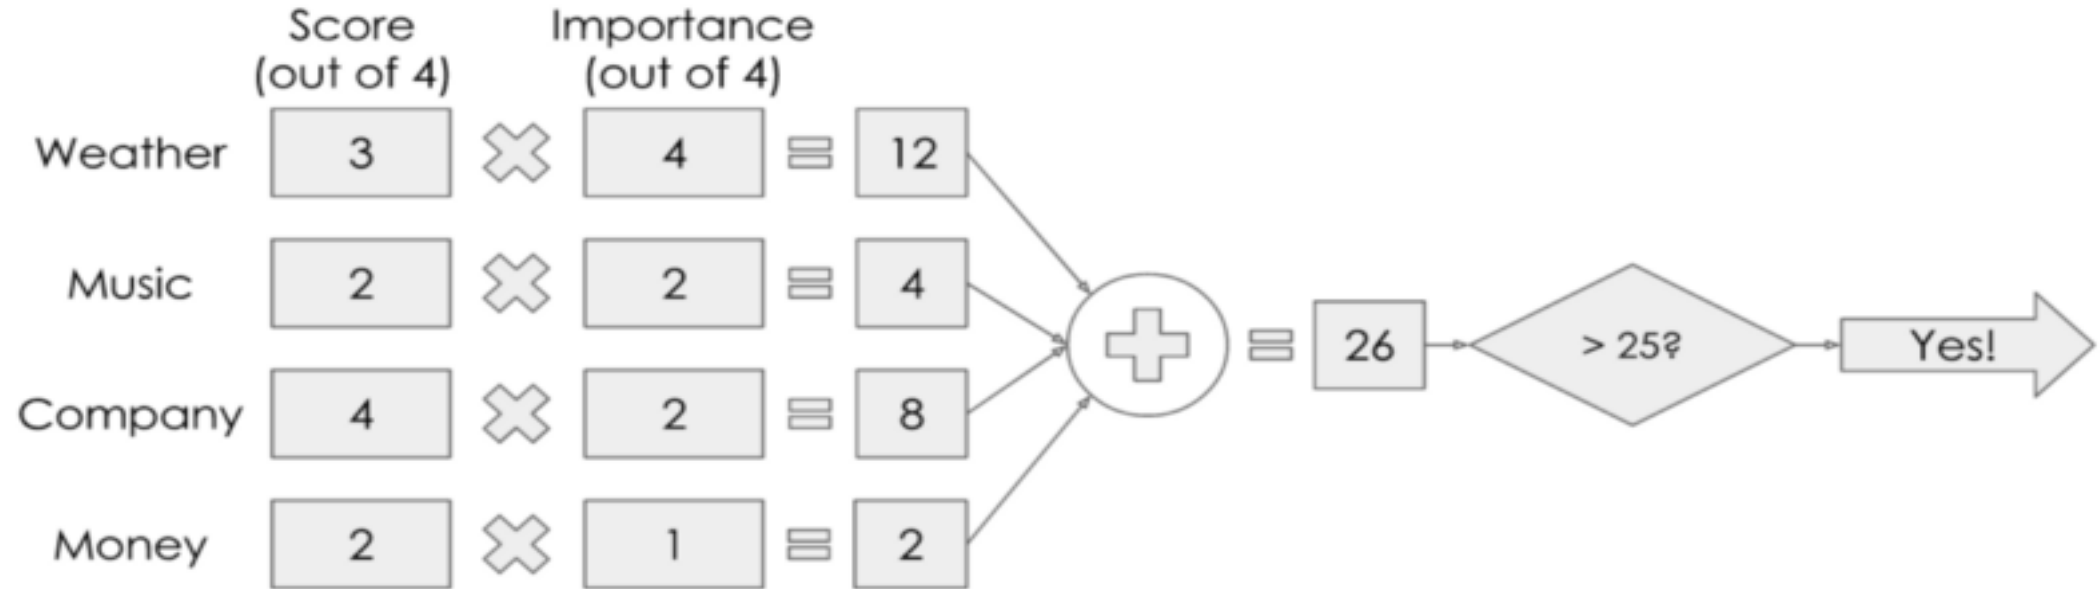 Score
(out of 4)
Importance
(out of 4)
Weather 3 4 = 12
Music 2 2 = 4
Company 4 2 = 8
Money 2 1 = 2
= 26 > 25? Yes!